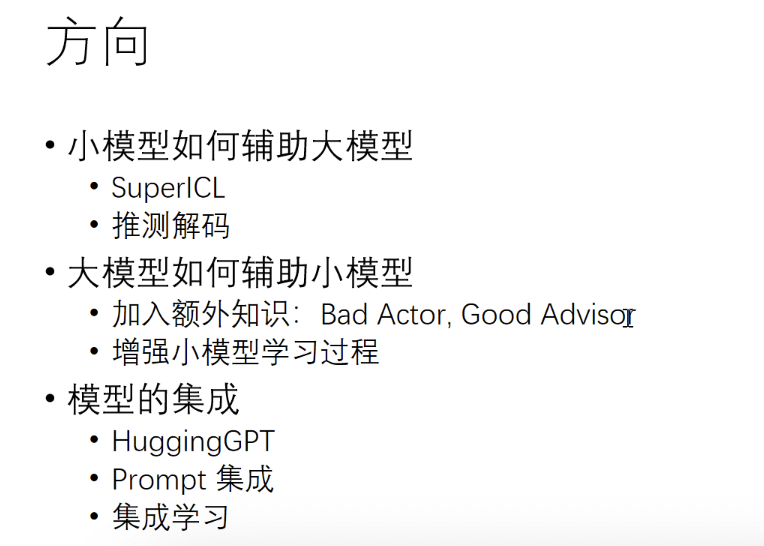 方向
• 小模型如何辅助大模型
• SuperICL
• 推测解码
• 大模型如何辅助小模型
• 加入额外知识：Bad Actor, Good Advisor
• 增强小模型学习过程
• 模型的集成
• HuggingGPT
• Prompt 集成
• 集成学习